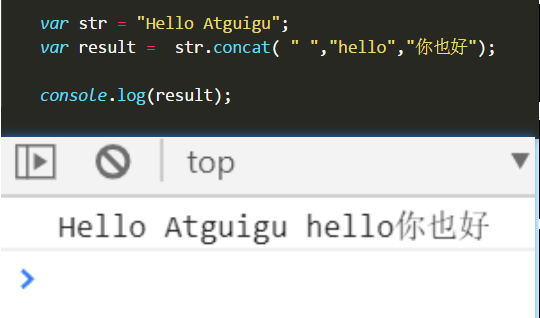 var str = "Hello Atguigu";
var result =  str.concat( " ","hello","你也好");
console.log(result);
top
Hello Atguigu hello你也好